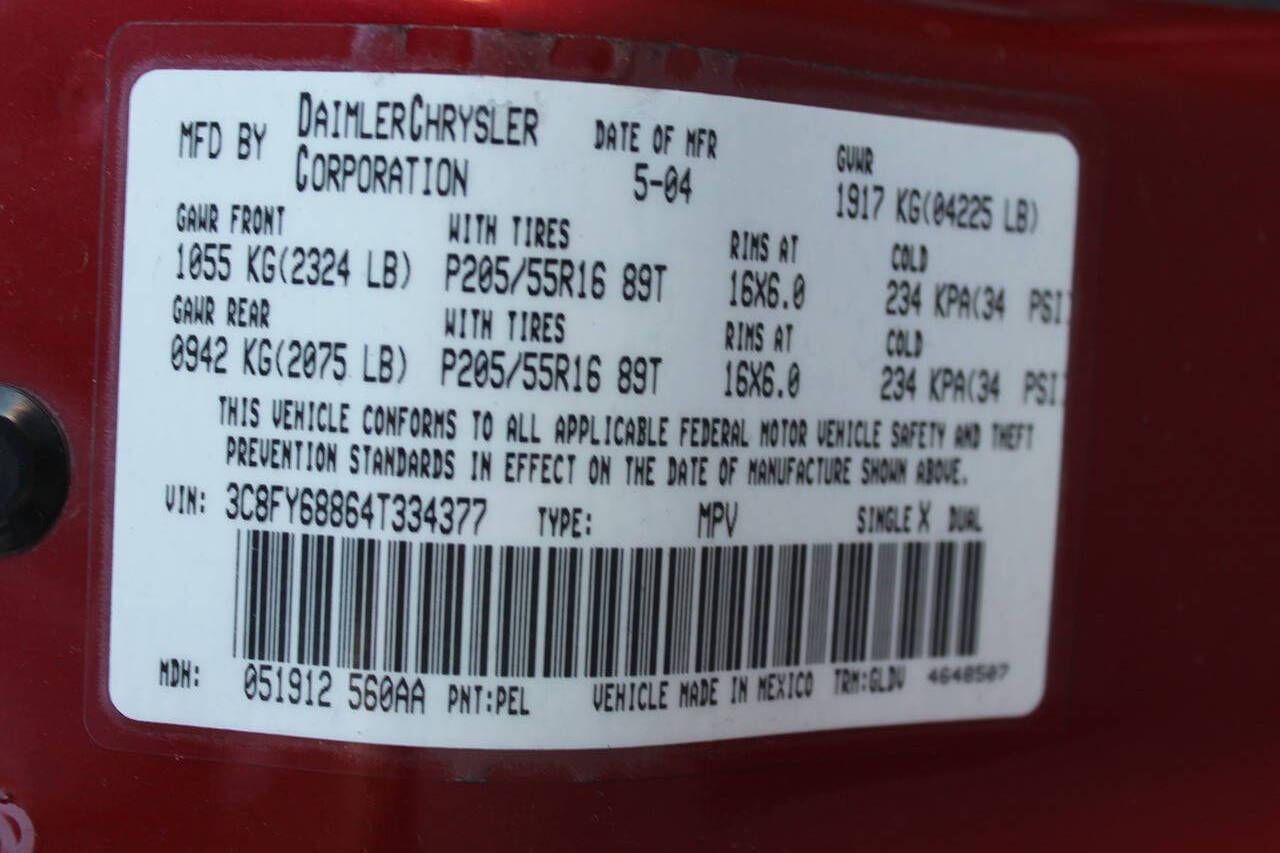 MFD BY DAIMLERCHRYSLER CORPORATION DATE OF MFR 5-04 GVWR 1917 KG(04225 LB)
GAWR FRONT WITH TIRES RIMS AT COLD
1055 KG(2324 LB) P205/55R16 89T 16X6.0 234 KPA(34 PSI)
GAWR REAR WITH TIRES RIMS AT COLD
0942 KG(2075 LB) P205/55R16 89T 16X6.0 234 KPA(34 PSI)
THIS VEHICLE CONFORMS TO ALL APPLICABLE FEDERAL MOTOR VEHICLE SAFETY AND THEFT
PREVENTION STANDARDS IN EFFECT ON THE DATE OF MANUFACTURE SHOWN ABOVE.
VIN: 3C8FY68864T334377 TYPE: MPV SINGLE X DUAL
MDH: 051912 560AA PNT:PEL VEHICLE MADE IN MEXICO TRM:GLDV 4648507